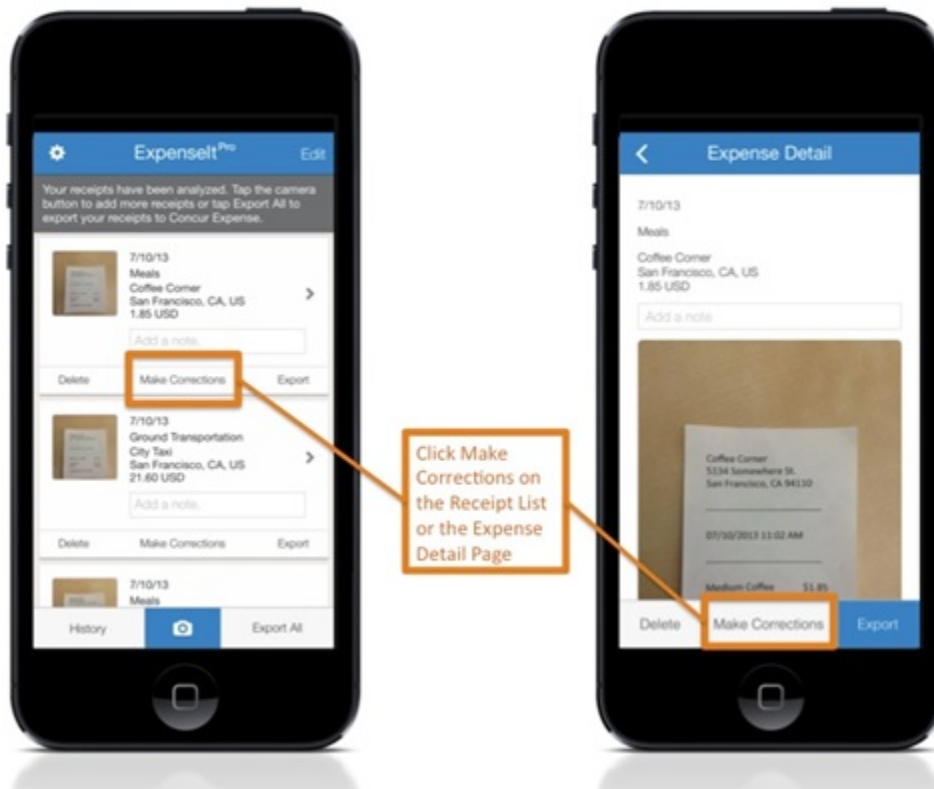 ExpenseIt Pro
Edit
Your receipts have been analyzed. Tap the camera
button to add more receipts or tap Export All to
export your receipts to Concur Expense.
7/10/13
Meals
Coffee Corner
San Francisco, CA, US
1.85 USD
Add a note.
Delete
Make Corrections
Export
7/10/13
Ground Transportation
City Taxi
San Francisco, CA, US
21.60 USD
Add a note.
Delete
Make Corrections
Export
7/10/13
Meals
History
Export All
Click Make
Corrections on
the Receipt List
or the Expense
Detail Page
Expense Detail
7/10/13
Meals
Coffee Corner
San Francisco, CA, US
1.85 USD
Add a note
Coffee Corner
5134 Somewhere St.
San Francisco, CA 94110
07/10/2013 11:02 AM
Medium Coffee $1.85
Delete
Make Corrections
Export